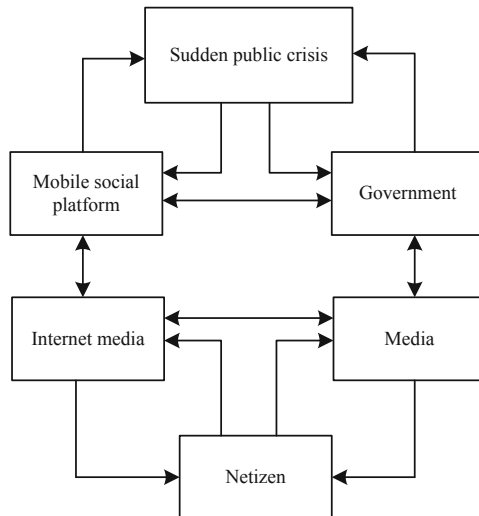 Sudden public crisis
Mobile social
platform
Government
Internet media
Media
Netizen